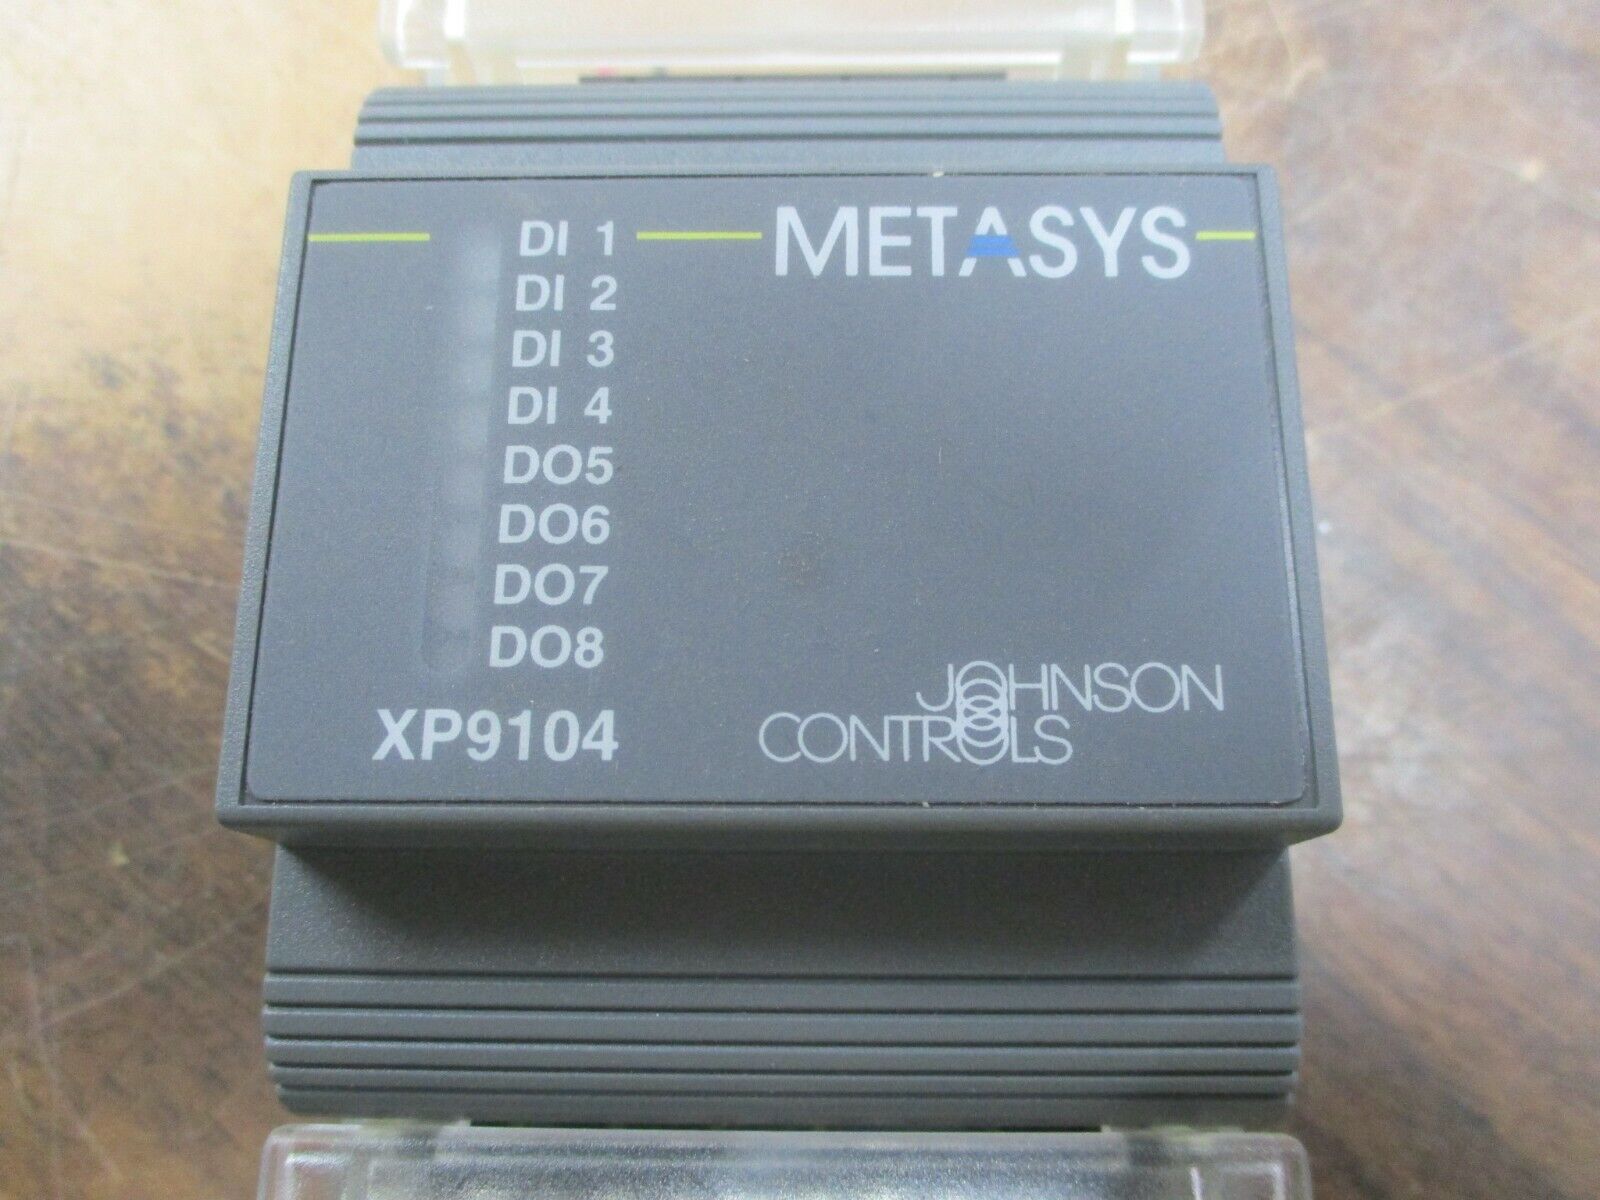 DI 1 METASYS
DI 2
DI 3
DI 4
DO5
DO6
DO7
DO8
XP9104
JOHNSON
CONTROLS